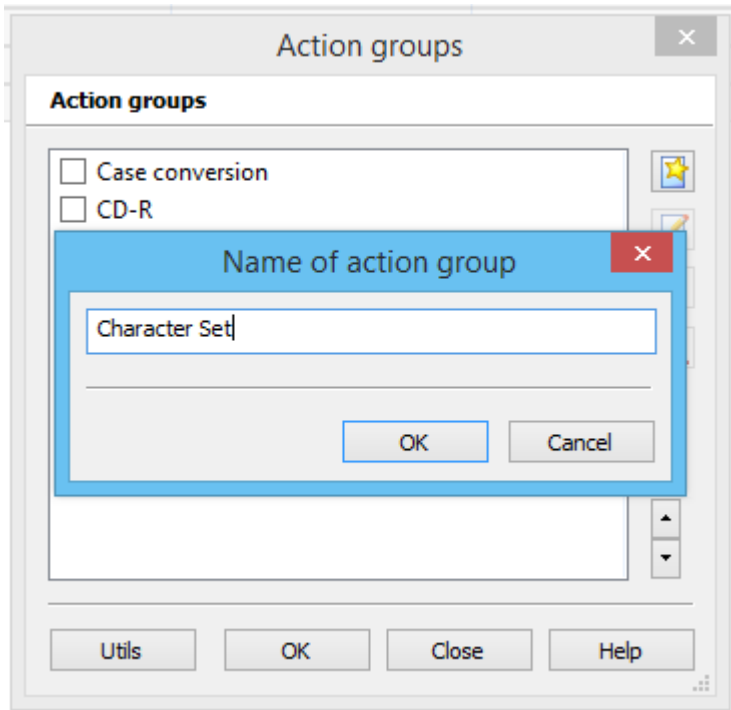 Action groups
Action groups
Case conversion
CD-R
Name of action group
Character Set
OK Cancel
Utils OK Close Help